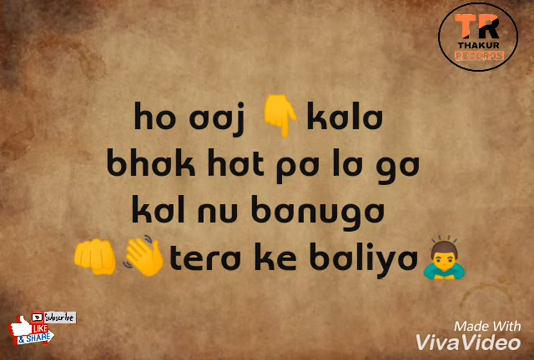 TR
THAKUR
RECORDS
ho aaj 👇kala
bhak hat pa la ga
kal nu banuga
👊👋tera ke baliya🙇‍♂️
Subscribe
LIKE
& SHARE
Made With
VivaVideo